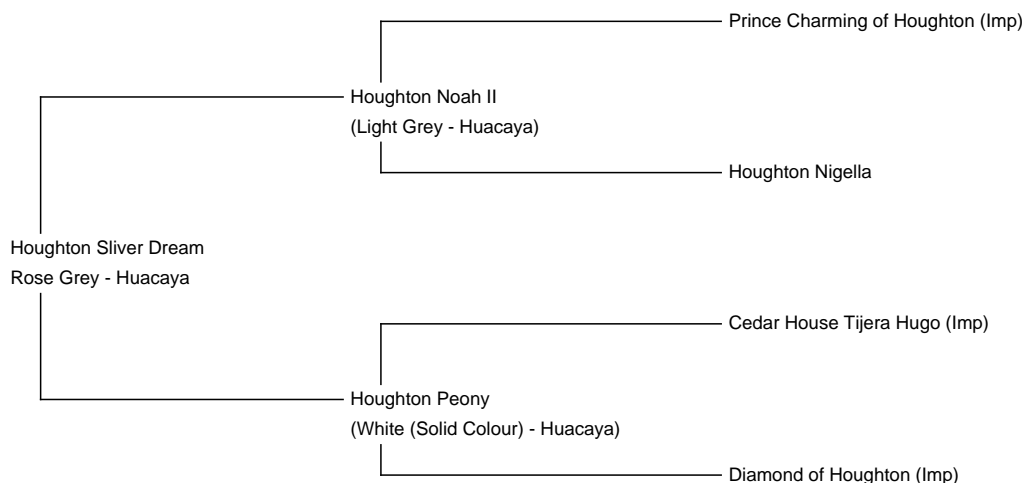 Prince Charming of Houghton (Imp)
Houghton Noah II
(Light Grey - Huacaya)
Houghton Nigella
Houghton Sliver Dream
Rose Grey - Huacaya
Cedar House Tijera Hugo (Imp)
Houghton Peony
(White (Solid Colour) - Huacaya)
Diamond of Houghton (Imp)